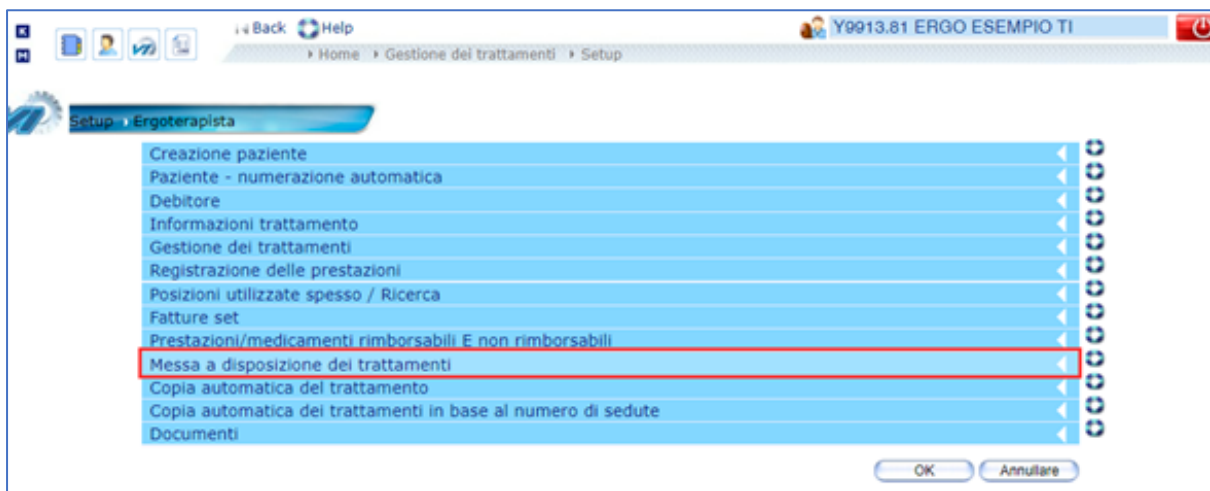 K
Back Help
Y9913.81 ERGO ESEMPIO TI
M
Home Gestione dei trattamenti Setup
Setup Ergoterapista
Creazione paziente
Paziente - numerazione automatica
Debitore
Informazioni trattamento
Gestione dei trattamenti
Registrazione delle prestazioni
Posizioni utilizzate spesso / Ricerca
Fatture set
Prestazioni/medicamenti rimborsabili E non rimborsabili
Messa a disposizione dei trattamenti
Copia automatica del trattamento
Copia automatica dei trattamenti in base al numero di sedute
Documenti
OK Annullare